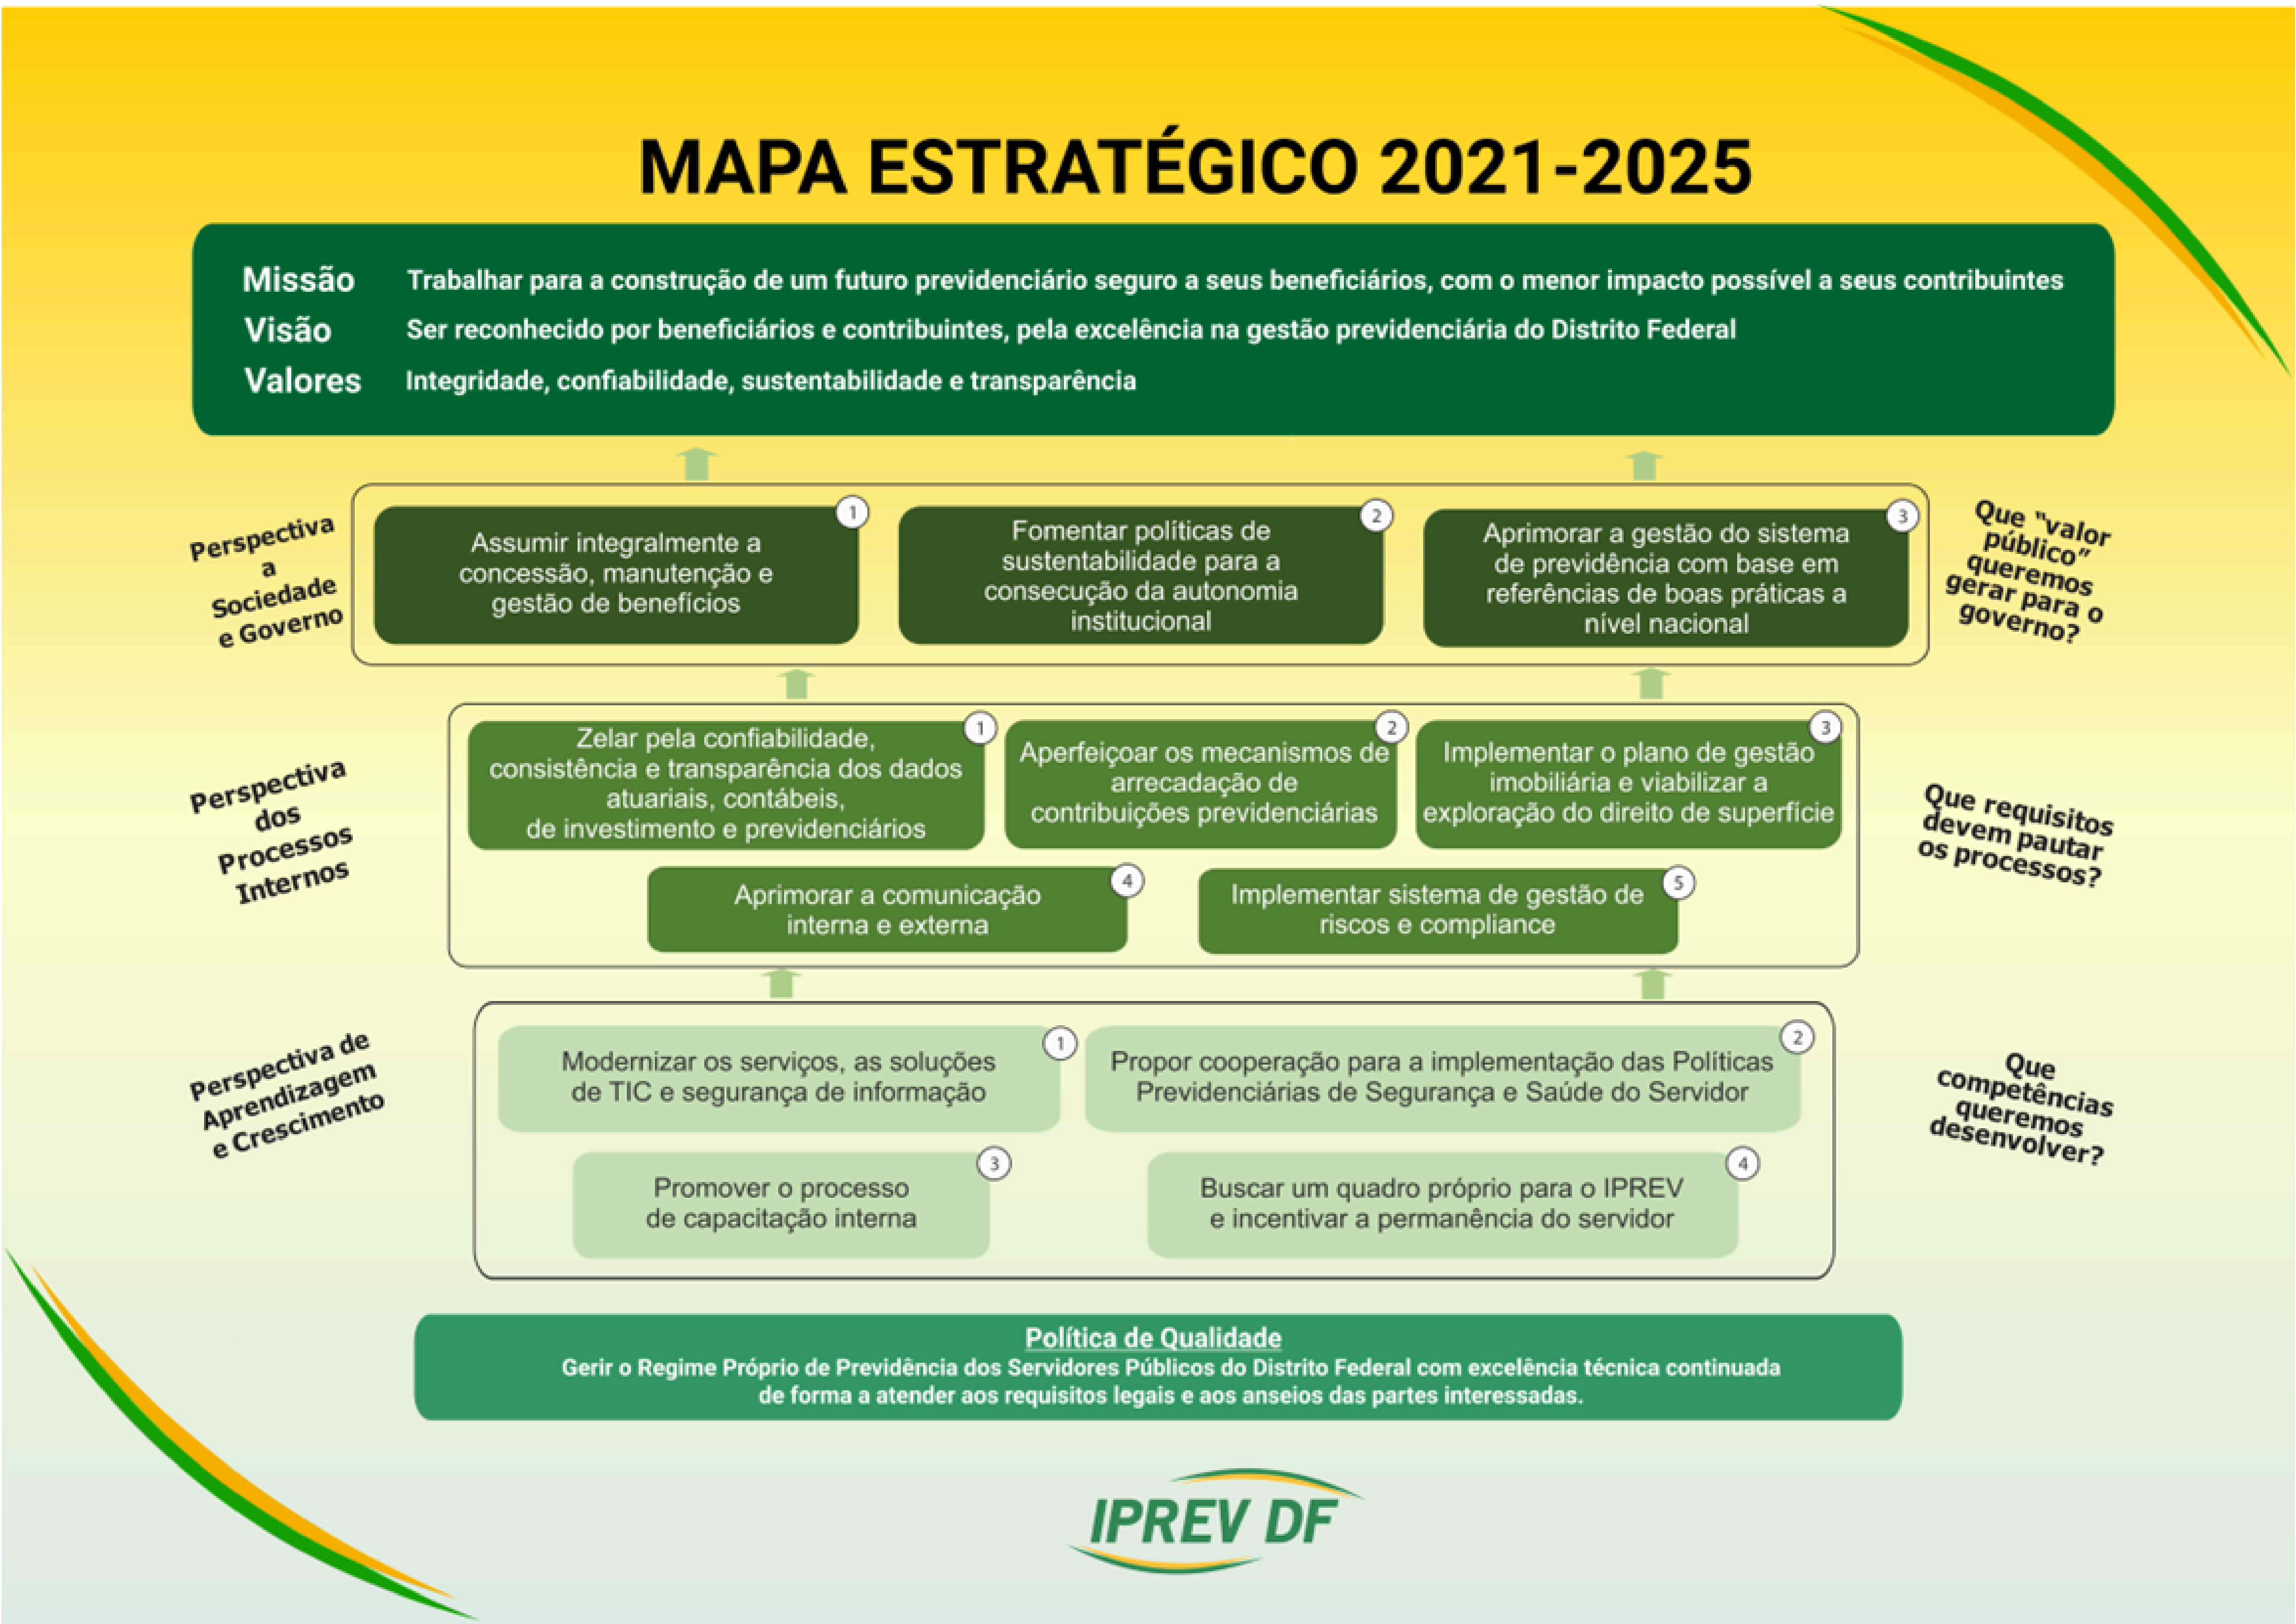 MAPA ESTRATÉGICO 2021-2025
Missão Trabalhar para a construção de um futuro previdenciário seguro a seus beneficiários, com o menor impacto possível a seus contribuintes
Visão Ser reconhecido por beneficiários e contribuintes, pela excelência na gestão previdenciária do Distrito Federal
Valores Integridade, confiabilidade, sustentabilidade e transparência
Perspectiva
a
Sociedade
e Governo
1
Assumir integralmente a
concessão, manutenção e
gestão de benefícios
2
Fomentar políticas de
sustentabilidade para a
consecução da autonomia
institucional
3
Aprimorar a gestão do sistema
de previdência com base em
referências de boas práticas a
nível nacional
Que "valor
público"
queremos
gerar para o
governo?
Perspectiva
dos
Processos
Internos
1
Zelar pela confiabilidade,
consistência e transparência dos dados
atuariais, contábeis,
de investimento e previdenciários
2
Aperfeiçoar os mecanismos de
arrecadação de
contribuições previdenciárias
3
Implementar o plano de gestão
imobiliária e viabilizar a
exploração do direito de superfície
4
Aprimorar a comunicação
interna e externa
5
Implementar sistema de gestão de
riscos e compliance
Que requisitos
devem pautar
os processos?
Perspectiva de
Aprendizagem
e Crescimento
1
Modernizar os serviços, as soluções
de TIC e segurança de informação
2
Propor cooperação para a implementação das Políticas
Previdenciárias de Segurança e Saúde do Servidor
3
Promover o processo
de capacitação interna
4
Buscar um quadro próprio para o IPREV
e incentivar a permanência do servidor
Que
competências
queremos
desenvolver?
Política de Qualidade
Gerir o Regime Próprio de Previdência dos Servidores Públicos do Distrito Federal com excelência técnica continuada
de forma a atender aos requisitos legais e aos anseios das partes interessadas.
IPREV DF